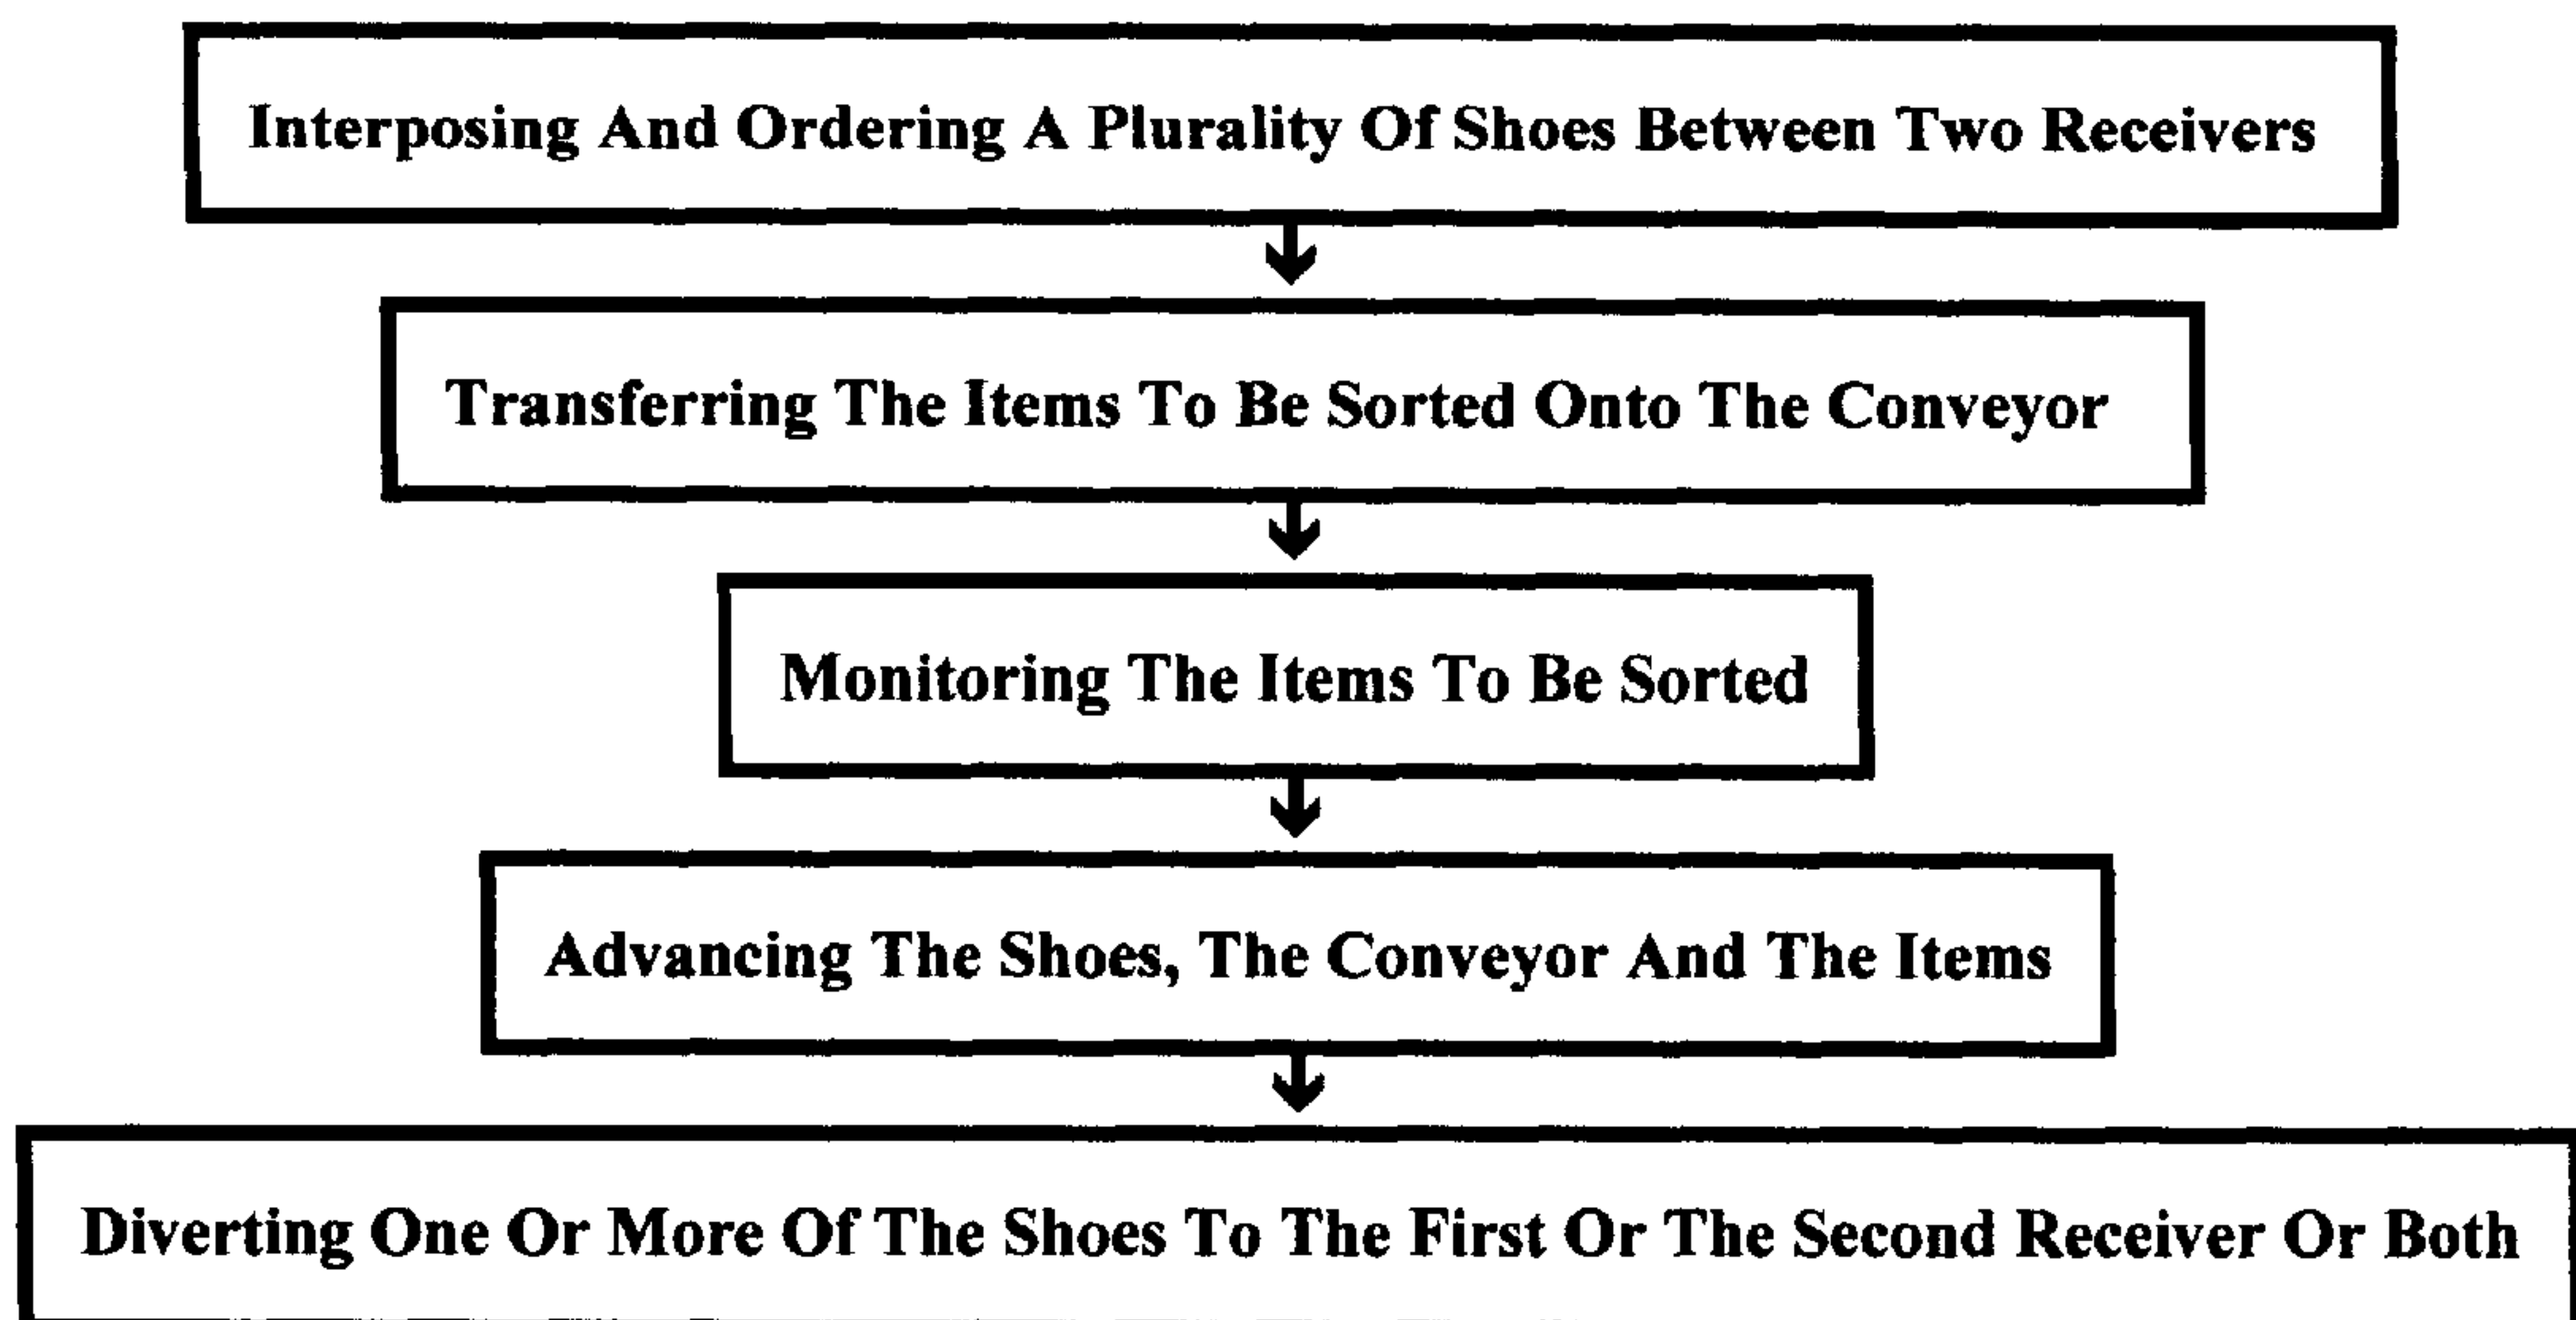 Interposing And Ordering A Plurality Of Shoes Between Two Receivers
Transferring The Items To Be Sorted Onto The Conveyor
Monitoring The Items To Be Sorted
Advancing The Shoes, The Conveyor And The Items
Diverting One Or More Of The Shoes To The First Or The Second Receiver Or Both